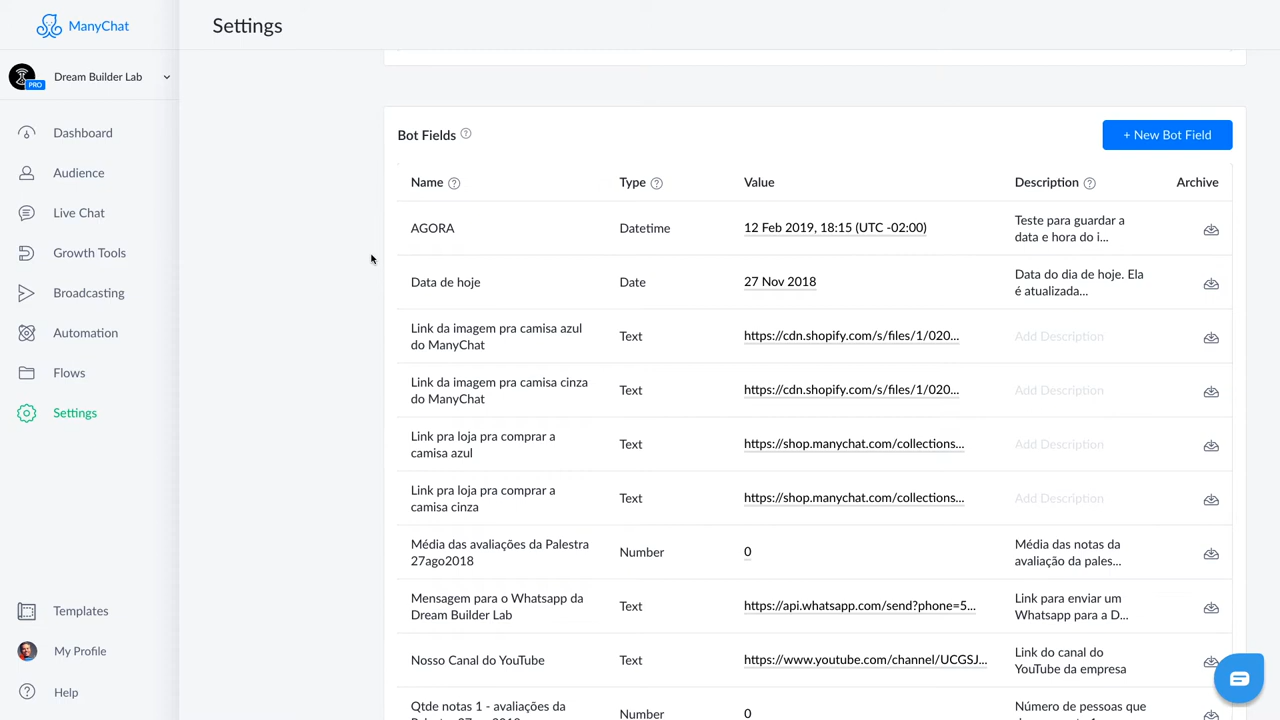 ManyChat
Settings
PRO
Dream Builder Lab
Dashboard
Audience
Live Chat
Growth Tools
Broadcasting
Automation
Flows
Settings
Templates
My Profile
Help
Bot Fields
+ New Bot Field
Name
Type
Value
Description
Archive
AGORA
Datetime
12 Feb 2019, 18:15 (UTC -02:00)
Teste para guardar a
data e hora do i...
Data de hoje
Date
27 Nov 2018
Data do dia de hoje. Ela
é atualizada...
Link da imagem pra camisa azul
do ManyChat
Text
https://cdn.shopify.com/s/files/1/020...
Add Description
Link da imagem pra camisa cinza
do ManyChat
Text
https://cdn.shopify.com/s/files/1/020...
Add Description
Link pra loja pra comprar a
camisa azul
Text
https://shop.manychat.com/collections...
Add Description
Link pra loja pra comprar a
camisa cinza
Text
https://shop.manychat.com/collections...
Add Description
Média das avaliações da Palestra
27ago2018
Number
0
Média das notas da
avaliação da pales...
Mensagem para o Whatsapp da
Dream Builder Lab
Text
https://api.whatsapp.com/send?phone=5...
Link para enviar um
Whatsapp para a D...
Nosso Canal do YouTube
Text
https://www.youtube.com/channel/UCGSJ...
Link do canal do
YouTube da empresa
Qtde notas 1 - avaliações da
Number
0
Número de pessoas que